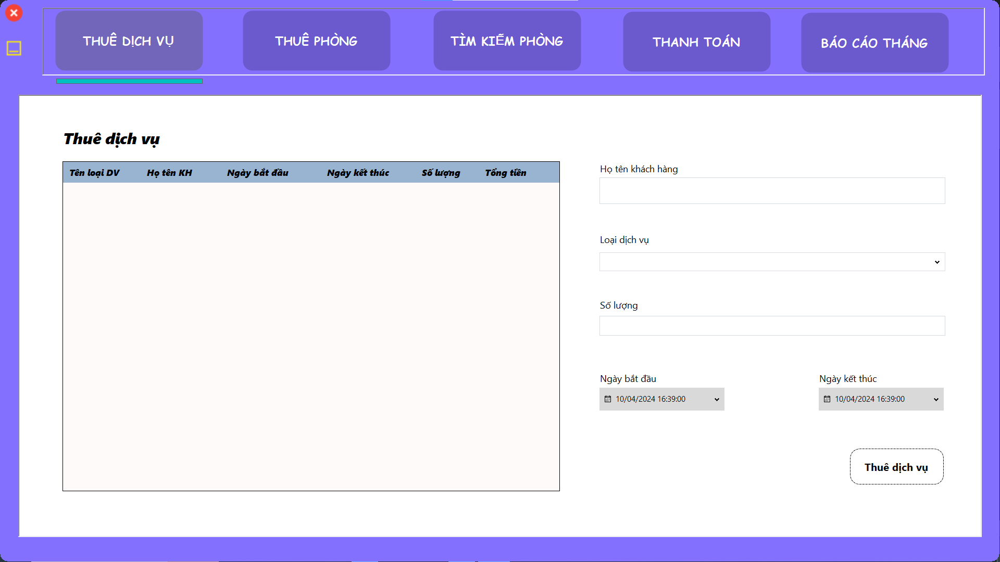 THUÊ DỊCH VỤ
THUÊ PHÒNG
TÌM KIẾM PHÒNG
THANH TOÁN
BÁO CÁO THÁNG
Thuê dịch vụ
Tên loại DV Họ tên KH Ngày bắt đầu Ngày kết thúc Số lượng Tổng tiền
Họ tên khách hàng
Loại dịch vụ
Số lượng
Ngày bắt đầu Ngày kết thúc
10/04/2024 16:39:00 10/04/2024 16:39:00
Thuê dịch vụ